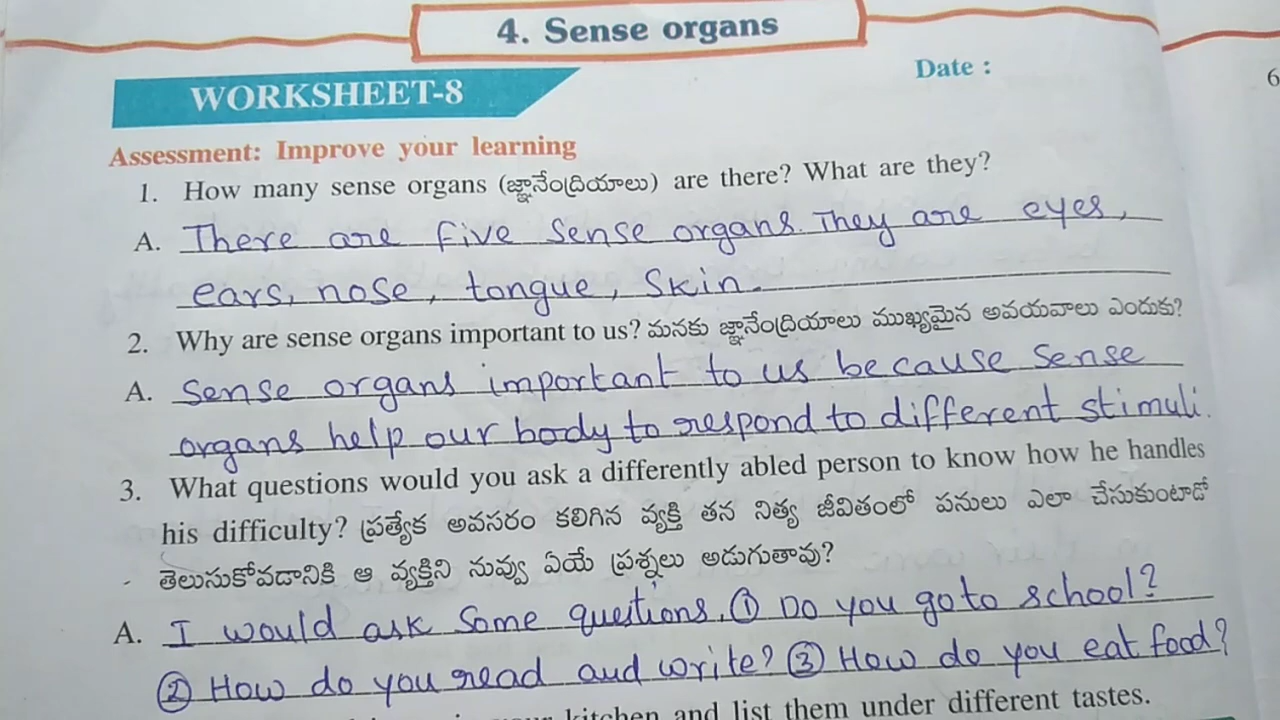 4. Sense organs
WORKSHEET-8
Date :
6
Assessment: Improve your learning
1. How many sense organs (జ్ఞానేంద్రియాలు) are there? What are they?
A. There are five sense organs. They are eyes,
ears, nose, tongue, skin.
2. Why are sense organs important to us? మనకు జ్ఞానేంద్రియాలు ముఖ్యమైన అవయవాలు ఎందుకు?
A. Sense organs important to us because sense
organs help our body to respond to different stimuli.
3. What questions would you ask a differently abled person to know how he handles
his difficulty? ప్రత్యేక అవసరం కలిగిన వ్యక్తి తన నిత్య జీవితంలో పనులు ఎలా చేసుకుంటాడో
తెలుసుకోవడానికి ఆ వ్యక్తిని నువ్వు ఏయే ప్రశ్నలు అడుగుతావు?
A. I would ask some questions. ① Do you go to school?
② How do you read and write? ③ How do you eat food?
kitchen and list them under different tastes.